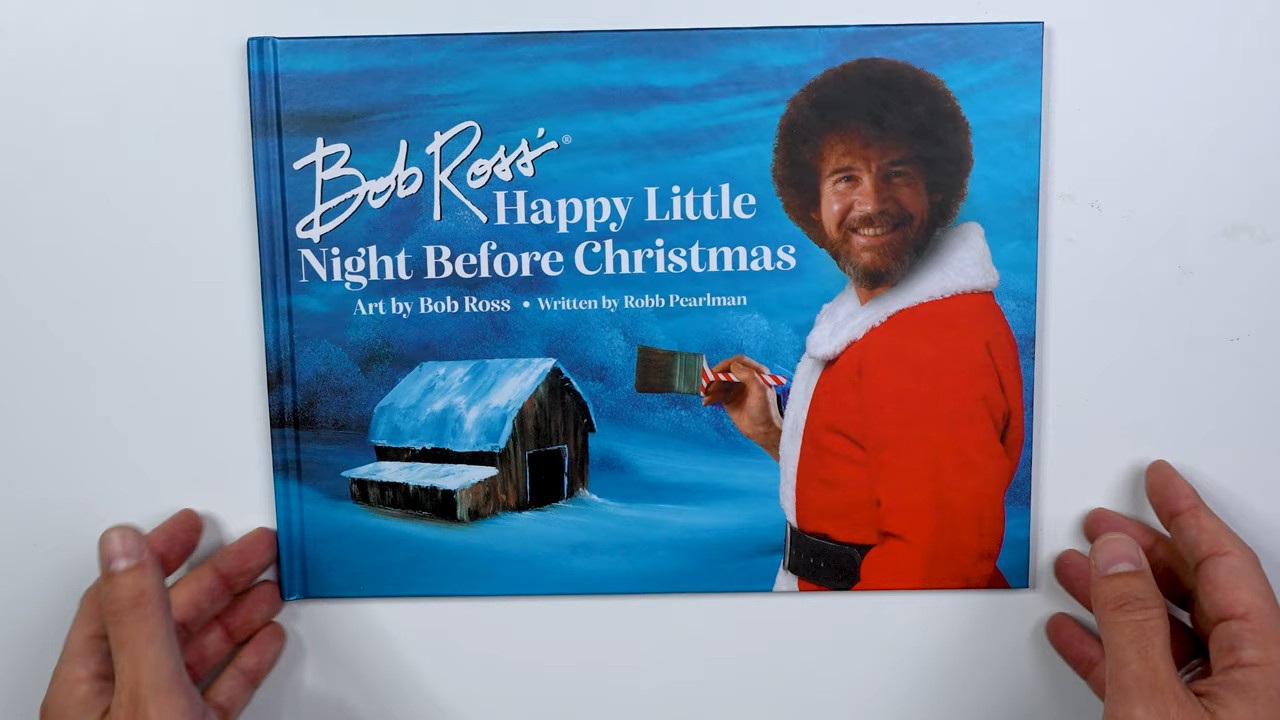 Bob Ross'®
Happy Little
Night Before Christmas
Art by Bob Ross • Written by Robb Pearlman